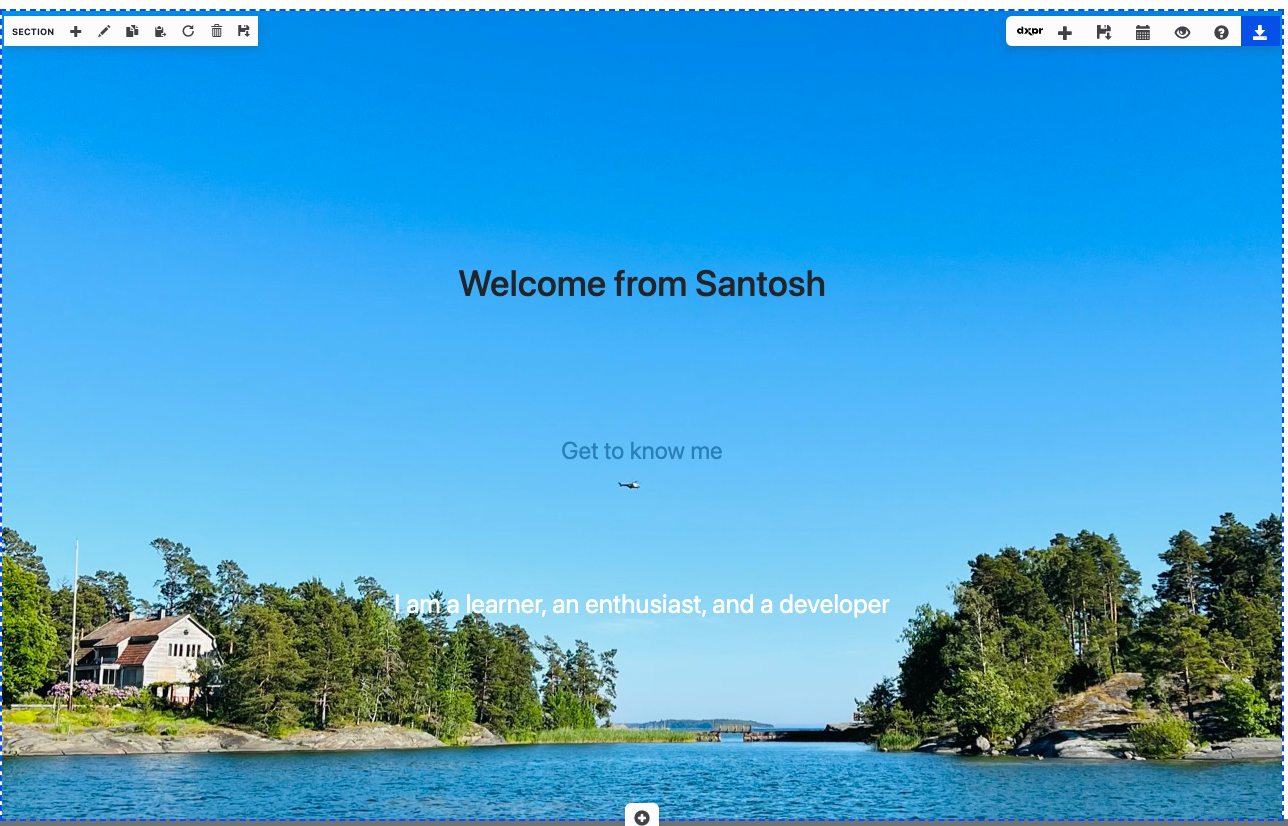 SECTION
dxpr
Welcome from Santosh
Get to know me
I am a learner, an enthusiast, and a developer